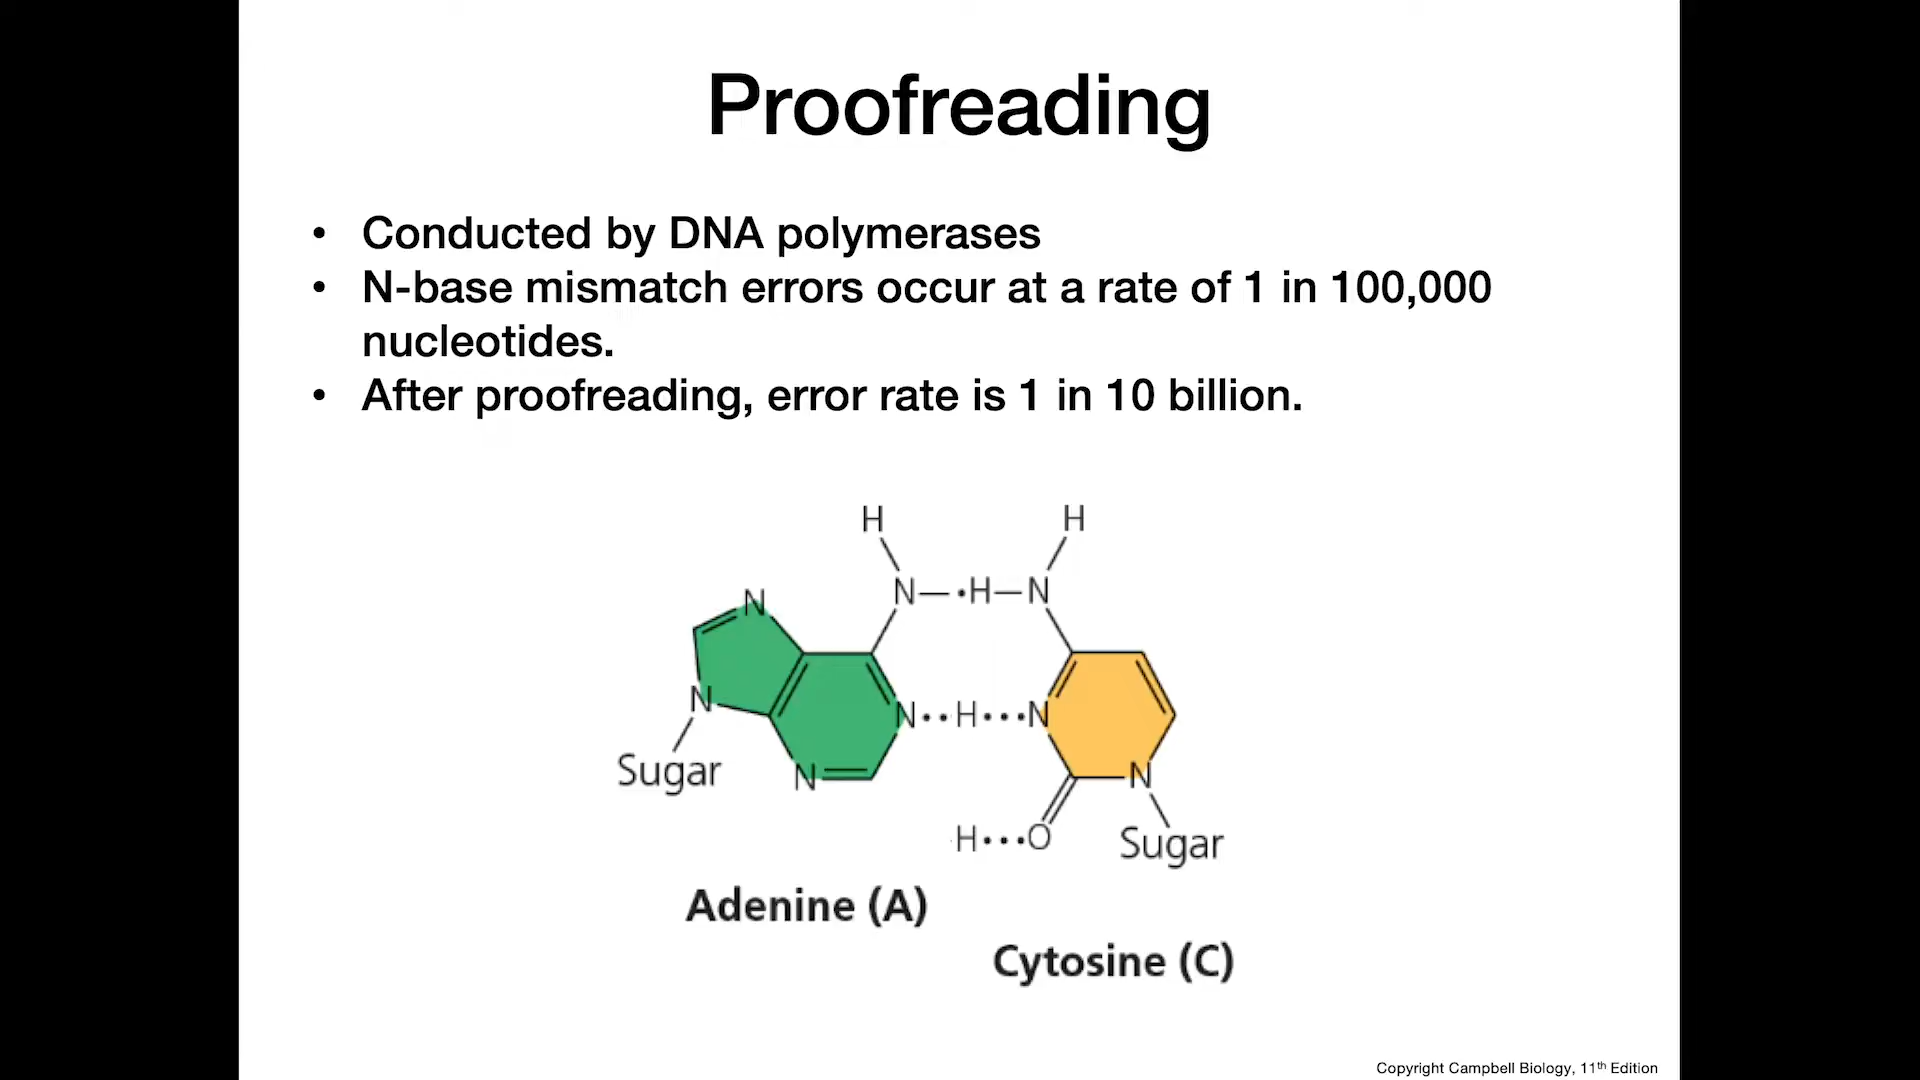 Proofreading
• Conducted by DNA polymerases
• N-base mismatch errors occur at a rate of 1 in 100,000
nucleotides.
• After proofreading, error rate is 1 in 10 billion.
H H
N—•H—N
N
N••H•••N
N
Sugar N N
H•••O Sugar
Adenine (A)
Cytosine (C)
Copyright Campbell Biology, 11th Edition